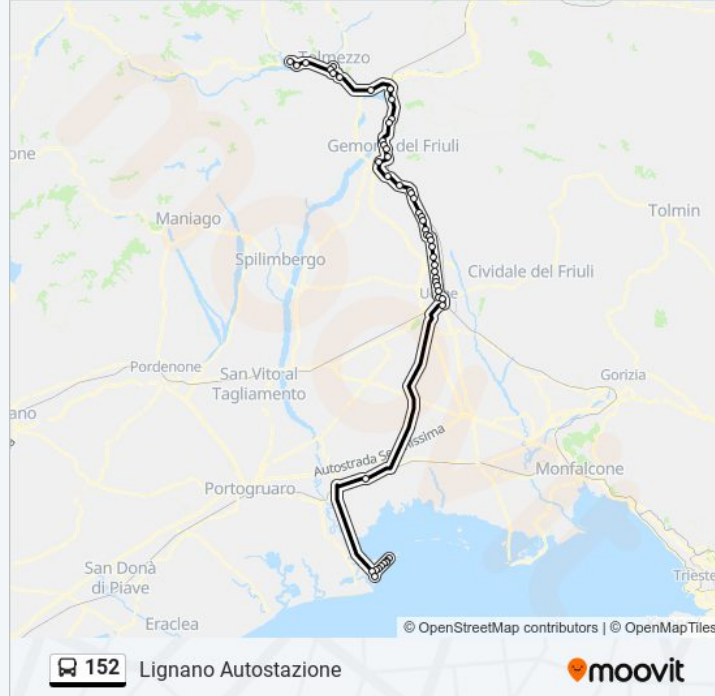 Tolmezzo
Gemona del Friuli
one
Tolmin
Maniago
Spilimbergo
Cividale del Friuli
Udine
Pordenone
San Vito al
Tagliamento
Gorizia
ano
Autostrada Serenissima
Monfalcone
Portogruaro
San Donà
di Piave
Trieste
Eraclea
© OpenStreetMap contributors | © OpenMapTiles
152 Lignano Autostazione
moovit